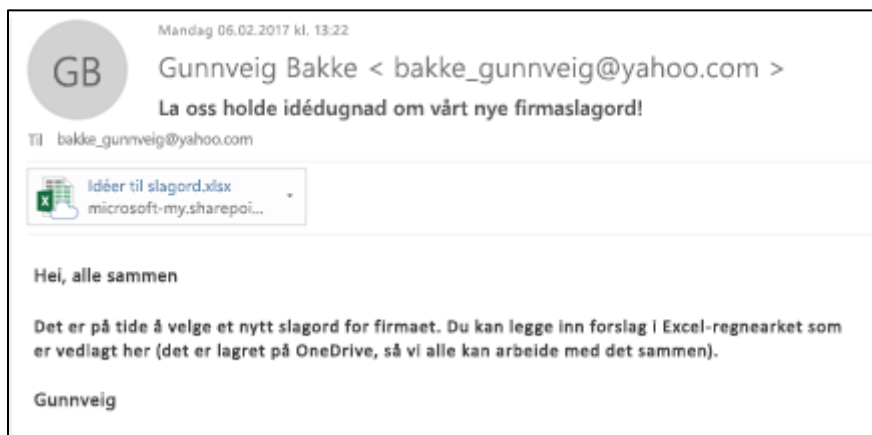 Mandag 06.02.2017 kl. 13:22
GB
Gunnveig Bakke < bakke_gunnveig@yahoo.com >
La oss holde idédugnad om vårt nye firmaslagord!
Til bakke_gunnveig@yahoo.com
Idéer til slagord.xlsx
microsoft-my.sharepoi...
Hei, alle sammen
Det er på tide å velge et nytt slagord for firmaet. Du kan legge inn forslag i Excel-regnearket som
er vedlagt her (det er lagret på OneDrive, så vi alle kan arbeide med det sammen).
Gunnveig